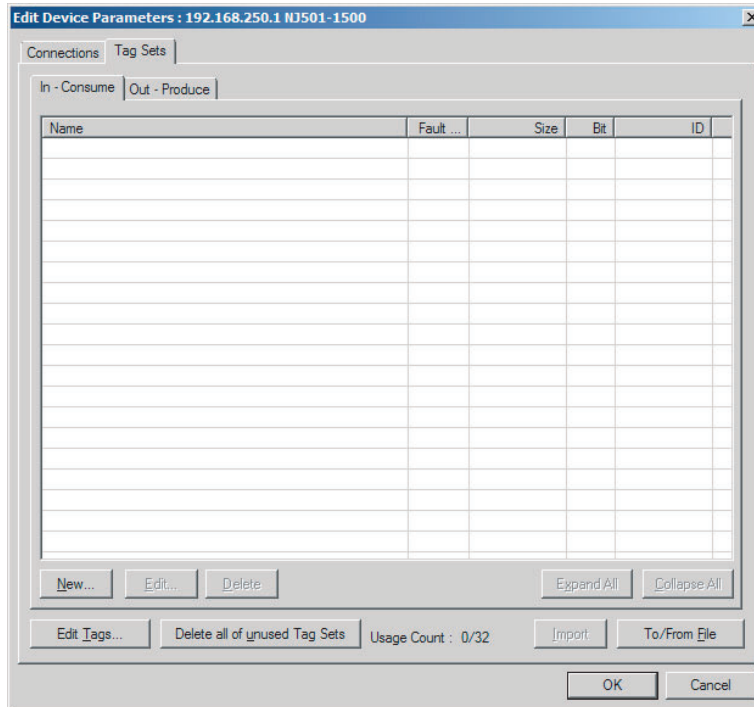 Edit Device Parameters : 192.168.250.1 NJ501-1500
Connections Tag Sets
In - Consume Out - Produce
Name Fault ... Size Bit ID
New... Edit... Delete Expand All Collapse All
Edit Tags... Delete all of unused Tag Sets Usage Count : 0/32 Import To/From File
OK Cancel